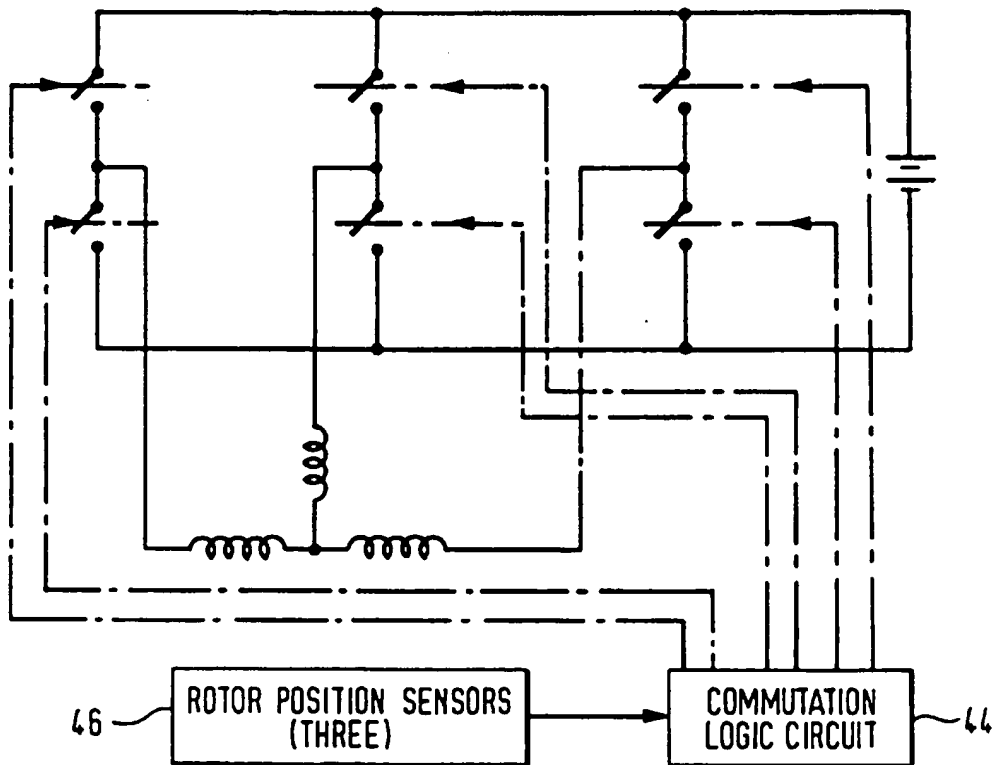 46
ROTOR POSITION SENSORS
(THREE)
COMMUTATION
LOGIC CIRCUIT
44